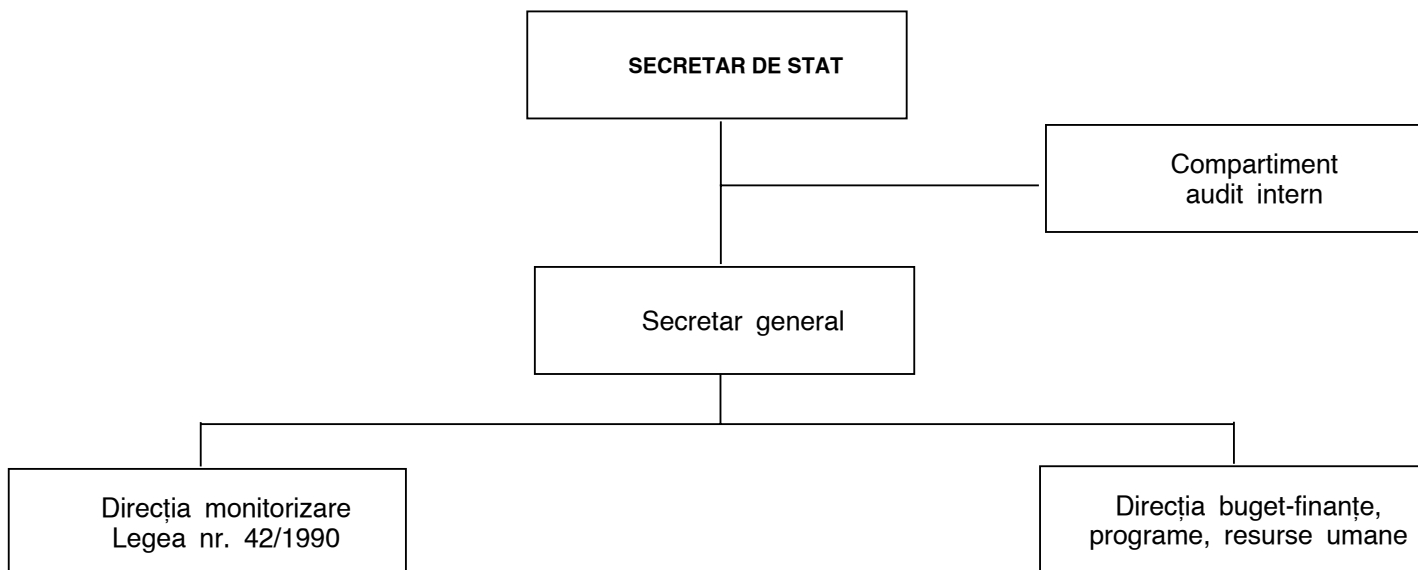 SECRETAR DE STAT
Compartiment
audit intern
Secretar general
Direcția monitorizare
Legea nr. 42/1990
Direcția buget-finanțe,
programe, resurse umane